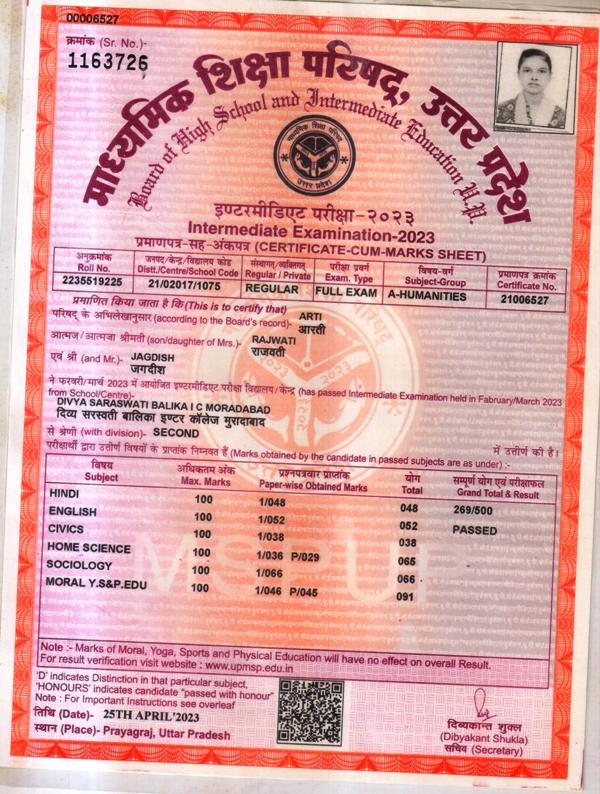 00006527
क्रमांक (Sr. No.)-
1163726
माध्यमिक शिक्षा परिषद, उत्तर प्रदेश
Board of High School and Intermediate Education U.P.
इण्टरमीडिएट परीक्षा-२०२३
Intermediate Examination-2023
प्रमाणपत्र-सह-अंकपत्र (CERTIFICATE-CUM-MARKS SHEET)
अनुक्रमांक जनपद/केन्द्र/विद्यालय कोड संस्थागत/व्यक्तिगत परीक्षा प्रवर्ग विषय-वर्ग प्रमाणपत्र क्रमांक
Roll No. Distt./Centre/School Code Regular / Private Exam. Type Subject-Group Certificate No.
2235519225 21/02017/1075 REGULAR FULL EXAM A-HUMANITIES 21006527
प्रमाणित किया जाता है कि (This is to certify that)
परिषद् के अभिलेखानुसार (according to the Board's record)- ARTI
आरती
आत्मज/आत्मजा श्रीमती (son/daughter of Mrs.)- RAJWATI
राजवती
एवं श्री (and Mr.)- JAGDISH
जगदीश
ने फरवरी/मार्च 2023 में आयोजित इण्टरमीडिएट परीक्षा विद्यालय/केन्द्र (has passed Intermediate Examination held in Fabruary/March 2023
from School/Centre)-
DIVYA SARASWATI BALIKA I C MORADABAD
दिव्य सरस्वती बालिका इण्टर कॉलेज मुरादाबाद
से श्रेणी (with division)- SECOND
में उत्तीर्ण की है।
परीक्षार्थी द्वारा उत्तीर्ण विषयों के प्राप्तांक निम्नवत हैं (Marks obtained by the candidate in passed subjects are as under) :-
विषय अधिकतम अंक प्रश्नपत्रवार प्राप्तांक योग सम्पूर्ण योग एवं परीक्षाफल
Subject Max. Marks Paper-wise Obtained Marks Total Grand Total & Result
HINDI 100 1/048 048 269/500
ENGLISH 100 1/052 052 PASSED
CIVICS 100 1/038 038
HOME SCIENCE 100 1/036 P/029 065
SOCIOLOGY 100 1/066 066
MORAL Y.S&P.EDU 100 1/046 P/045 091
MSPUP
Note :- Marks of Moral, Yoga, Sports and Physical Education will have no effect on overall Result.
For result verification visit website : www.upmsp.edu.in
'D' indicates Distinction in that particular subject,
'HONOURS' indicates candidate "passed with honour"
Note : For Important Instructions see overleaf
तिथि (Date)- 25TH APRIL'2023
स्थान (Place)- Prayagraj, Uttar Pradesh
दिव्यकान्त शुक्ल
(Dibyakant Shukla)
सचिव (Secretary)